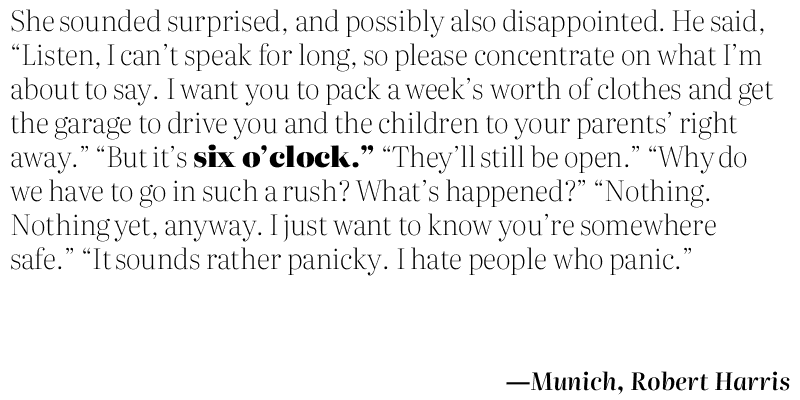 She sounded surprised, and possibly also disappointed. He said,
“Listen, I can’t speak for long, so please concentrate on what I’m
about to say. I want you to pack a week’s worth of clothes and get
the garage to drive you and the children to your parents’ right
away.” “But it’s six o’clock.” “They’ll still be open.” “Why do
we have to go in such a rush? What’s happened?” “Nothing.
Nothing yet, anyway. I just want to know you’re somewhere
safe.” “It sounds rather panicky. I hate people who panic.”
—Munich, Robert Harris